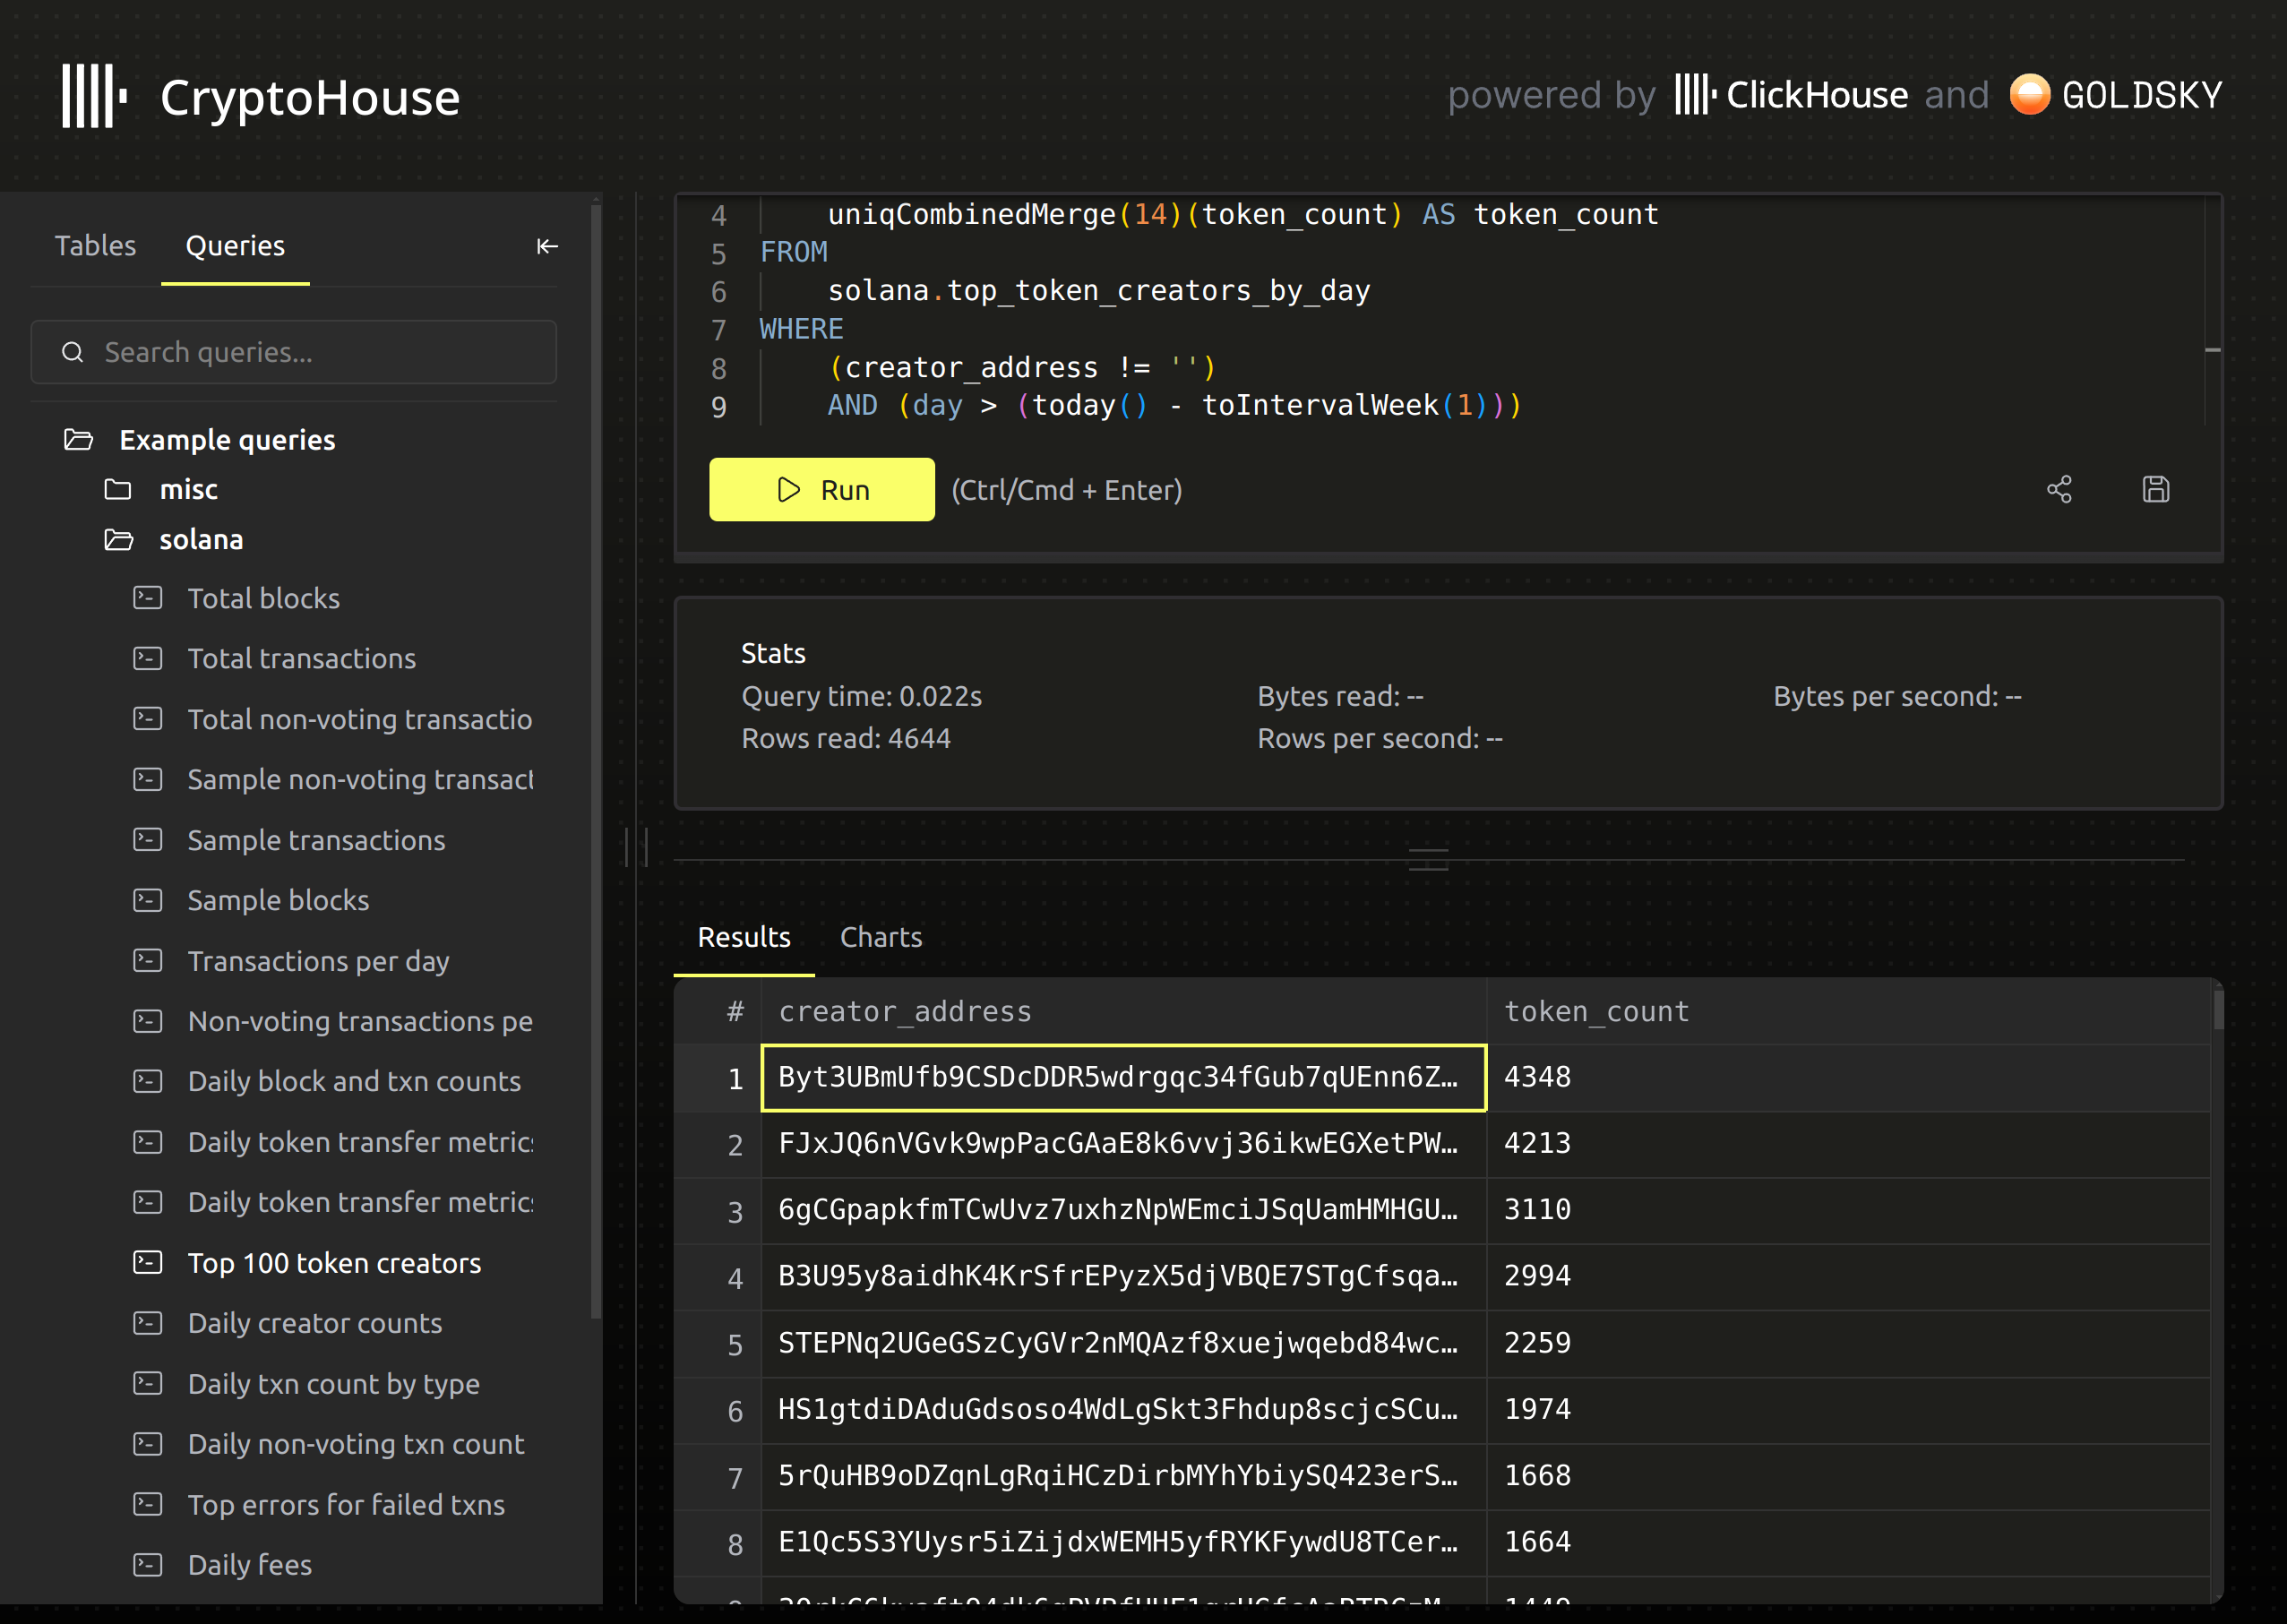 CryptoHouse
powered by ClickHouse and GOLDSKY
Tables Queries
Search queries...
Example queries
misc
solana
Total blocks
Total transactions
Total non-voting transactio
Sample non-voting transact
Sample transactions
Sample blocks
Transactions per day
Non-voting transactions pe
Daily block and txn counts
Daily token transfer metrics
Daily token transfer metrics
Top 100 token creators
Daily creator counts
Daily txn count by type
Daily non-voting txn count
Top errors for failed txns
Daily fees
4 uniqCombinedMerge(14)(token_count) AS token_count
5 FROM
6 solana.top_token_creators_by_day
7 WHERE
8 (creator_address != '')
9 AND (day > (today() - toIntervalWeek(1)))
Run (Ctrl/Cmd + Enter)
Stats
Query time: 0.022s Bytes read: -- Bytes per second: --
Rows read: 4644 Rows per second: --
Results Charts
# creator_address token_count
1 Byt3UBmUfb9CSDcDDR5wdrgqc34fGub7qUEnn6Z… 4348
2 FJxJQ6nVGvk9wpPacGAaE8k6vvj36ikwEGXetPW… 4213
3 6gCGpapkfmTCwUvz7uxhzNpWEmciJSqUamHMHGU… 3110
4 B3U95y8aidhK4KrSfrEPyzX5djVBQE7STgCfsqa… 2994
5 STEPNq2UGeGSzCyGVr2nMQAzf8xuejwqebd84wc… 2259
6 HS1gtdiDAduGdsoso4WdLgSkt3Fhdup8scjcSCu… 1974
7 5rQuHB9oDZqnLgRqiHCzDirbMYhYbiySQ423erS… 1668
8 E1Qc5S3YUysr5iZijdxWEMH5yfRYKFywdU8TCer… 1664